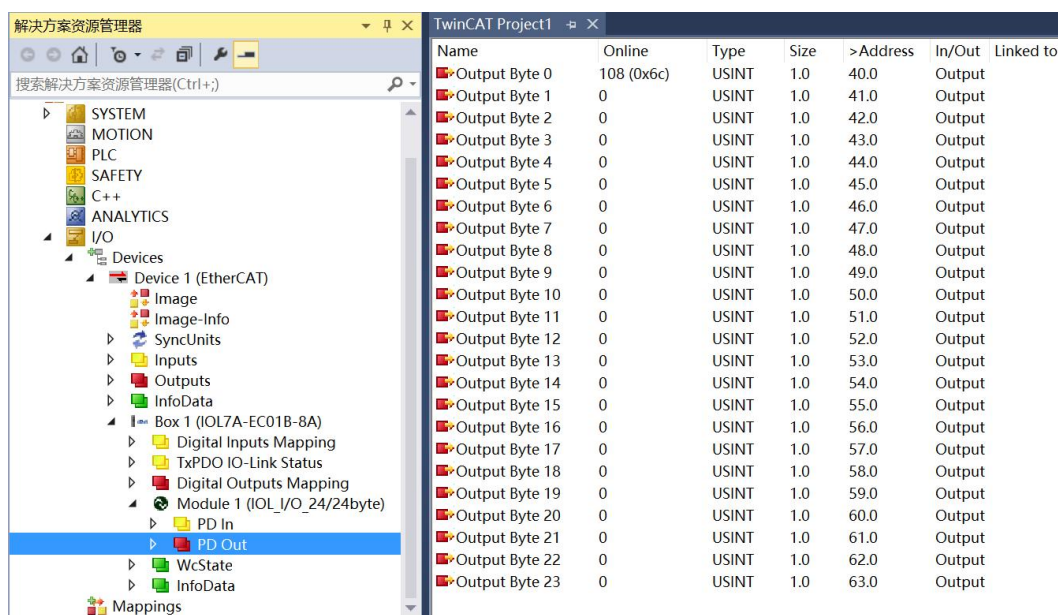 解决方案资源管理器
搜索解决方案资源管理器(Ctrl+;)
SYSTEM
MOTION
PLC
SAFETY
C++
ANALYTICS
I/O
Devices
Device 1 (EtherCAT)
Image
Image-Info
SyncUnits
Inputs
Outputs
InfoData
Box 1 (IOL7A-EC01B-8A)
Digital Inputs Mapping
TxPDO IO-Link Status
Digital Outputs Mapping
Module 1 (IOL_I/O_24/24byte)
PD In
PD Out
WcState
InfoData
Mappings
TwinCAT Project1
Name Online Type Size >Address In/Out Linked to
Output Byte 0 108 (0x6c) USINT 1.0 40.0 Output
Output Byte 1 0 USINT 1.0 41.0 Output
Output Byte 2 0 USINT 1.0 42.0 Output
Output Byte 3 0 USINT 1.0 43.0 Output
Output Byte 4 0 USINT 1.0 44.0 Output
Output Byte 5 0 USINT 1.0 45.0 Output
Output Byte 6 0 USINT 1.0 46.0 Output
Output Byte 7 0 USINT 1.0 47.0 Output
Output Byte 8 0 USINT 1.0 48.0 Output
Output Byte 9 0 USINT 1.0 49.0 Output
Output Byte 10 0 USINT 1.0 50.0 Output
Output Byte 11 0 USINT 1.0 51.0 Output
Output Byte 12 0 USINT 1.0 52.0 Output
Output Byte 13 0 USINT 1.0 53.0 Output
Output Byte 14 0 USINT 1.0 54.0 Output
Output Byte 15 0 USINT 1.0 55.0 Output
Output Byte 16 0 USINT 1.0 56.0 Output
Output Byte 17 0 USINT 1.0 57.0 Output
Output Byte 18 0 USINT 1.0 58.0 Output
Output Byte 19 0 USINT 1.0 59.0 Output
Output Byte 20 0 USINT 1.0 60.0 Output
Output Byte 21 0 USINT 1.0 61.0 Output
Output Byte 22 0 USINT 1.0 62.0 Output
Output Byte 23 0 USINT 1.0 63.0 Output